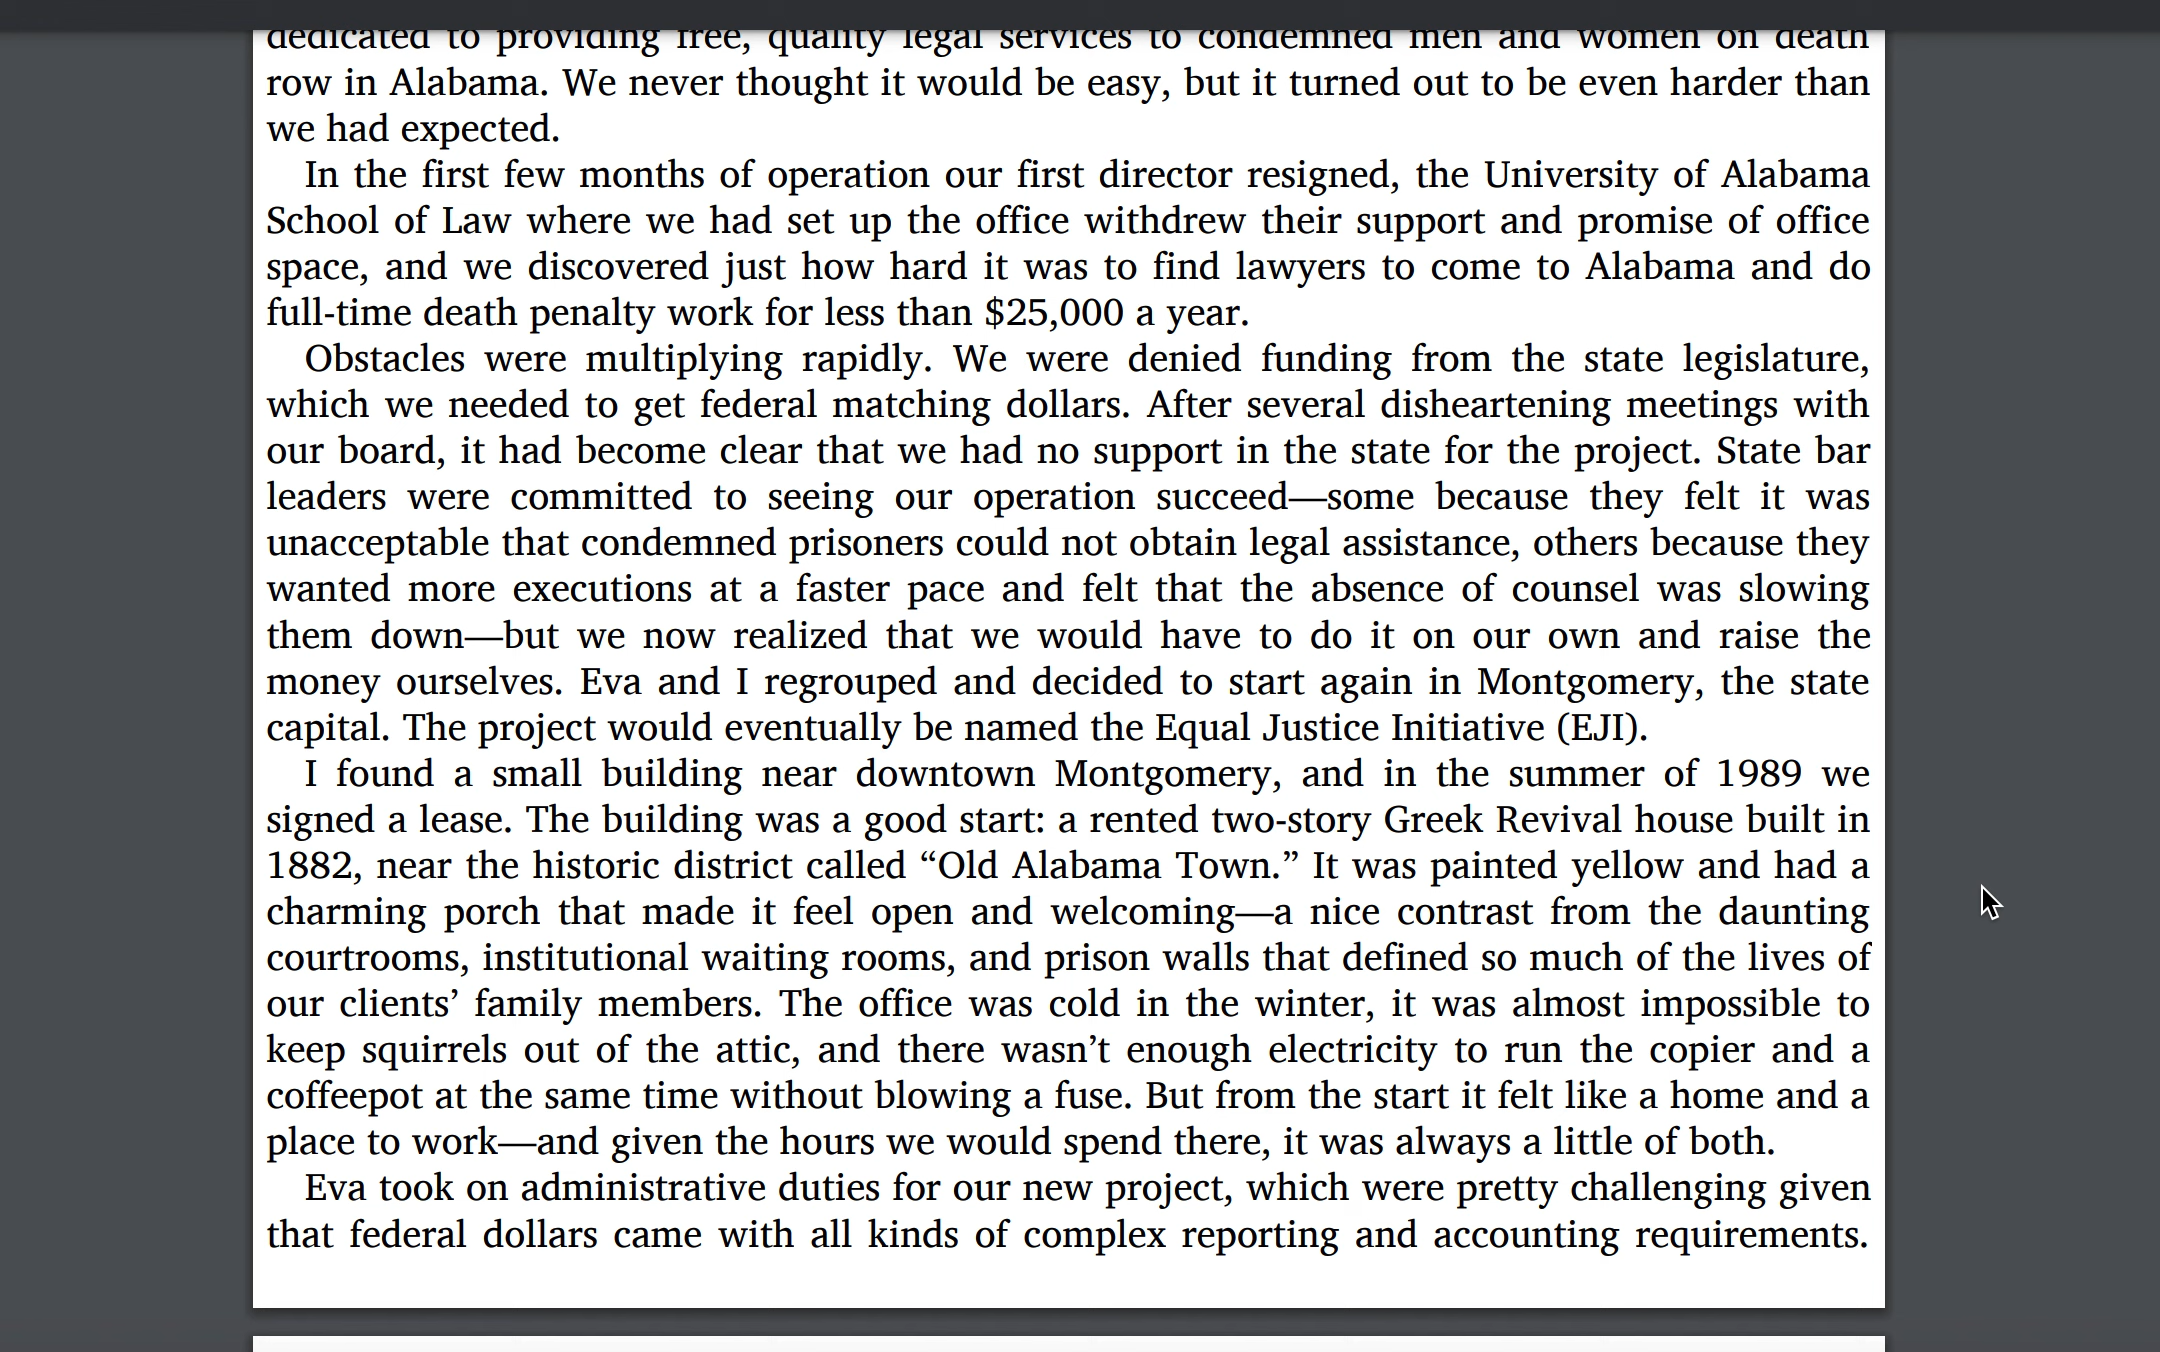 dedicated to providing free, quality legal services to condemned men and women on death
row in Alabama. We never thought it would be easy, but it turned out to be even harder than
we had expected.
In the first few months of operation our first director resigned, the University of Alabama
School of Law where we had set up the office withdrew their support and promise of office
space, and we discovered just how hard it was to find lawyers to come to Alabama and do
full-time death penalty work for less than $25,000 a year.
Obstacles were multiplying rapidly. We were denied funding from the state legislature,
which we needed to get federal matching dollars. After several disheartening meetings with
our board, it had become clear that we had no support in the state for the project. State bar
leaders were committed to seeing our operation succeed—some because they felt it was
unacceptable that condemned prisoners could not obtain legal assistance, others because they
wanted more executions at a faster pace and felt that the absence of counsel was slowing
them down—but we now realized that we would have to do it on our own and raise the
money ourselves. Eva and I regrouped and decided to start again in Montgomery, the state
capital. The project would eventually be named the Equal Justice Initiative (EJI).
I found a small building near downtown Montgomery, and in the summer of 1989 we
signed a lease. The building was a good start: a rented two-story Greek Revival house built in
1882, near the historic district called “Old Alabama Town.” It was painted yellow and had a
charming porch that made it feel open and welcoming—a nice contrast from the daunting
courtrooms, institutional waiting rooms, and prison walls that defined so much of the lives of
our clients’ family members. The office was cold in the winter, it was almost impossible to
keep squirrels out of the attic, and there wasn’t enough electricity to run the copier and a
coffeepot at the same time without blowing a fuse. But from the start it felt like a home and a
place to work—and given the hours we would spend there, it was always a little of both.
Eva took on administrative duties for our new project, which were pretty challenging given
that federal dollars came with all kinds of complex reporting and accounting requirements.